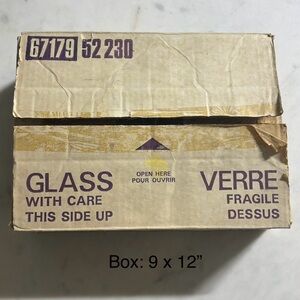 67179 52 230
OPEN HERE
POUR OUVRIR
GLASS
WITH CARE
THIS SIDE UP
VERRE
FRAGILE
DESSUS
Box: 9 x 12”